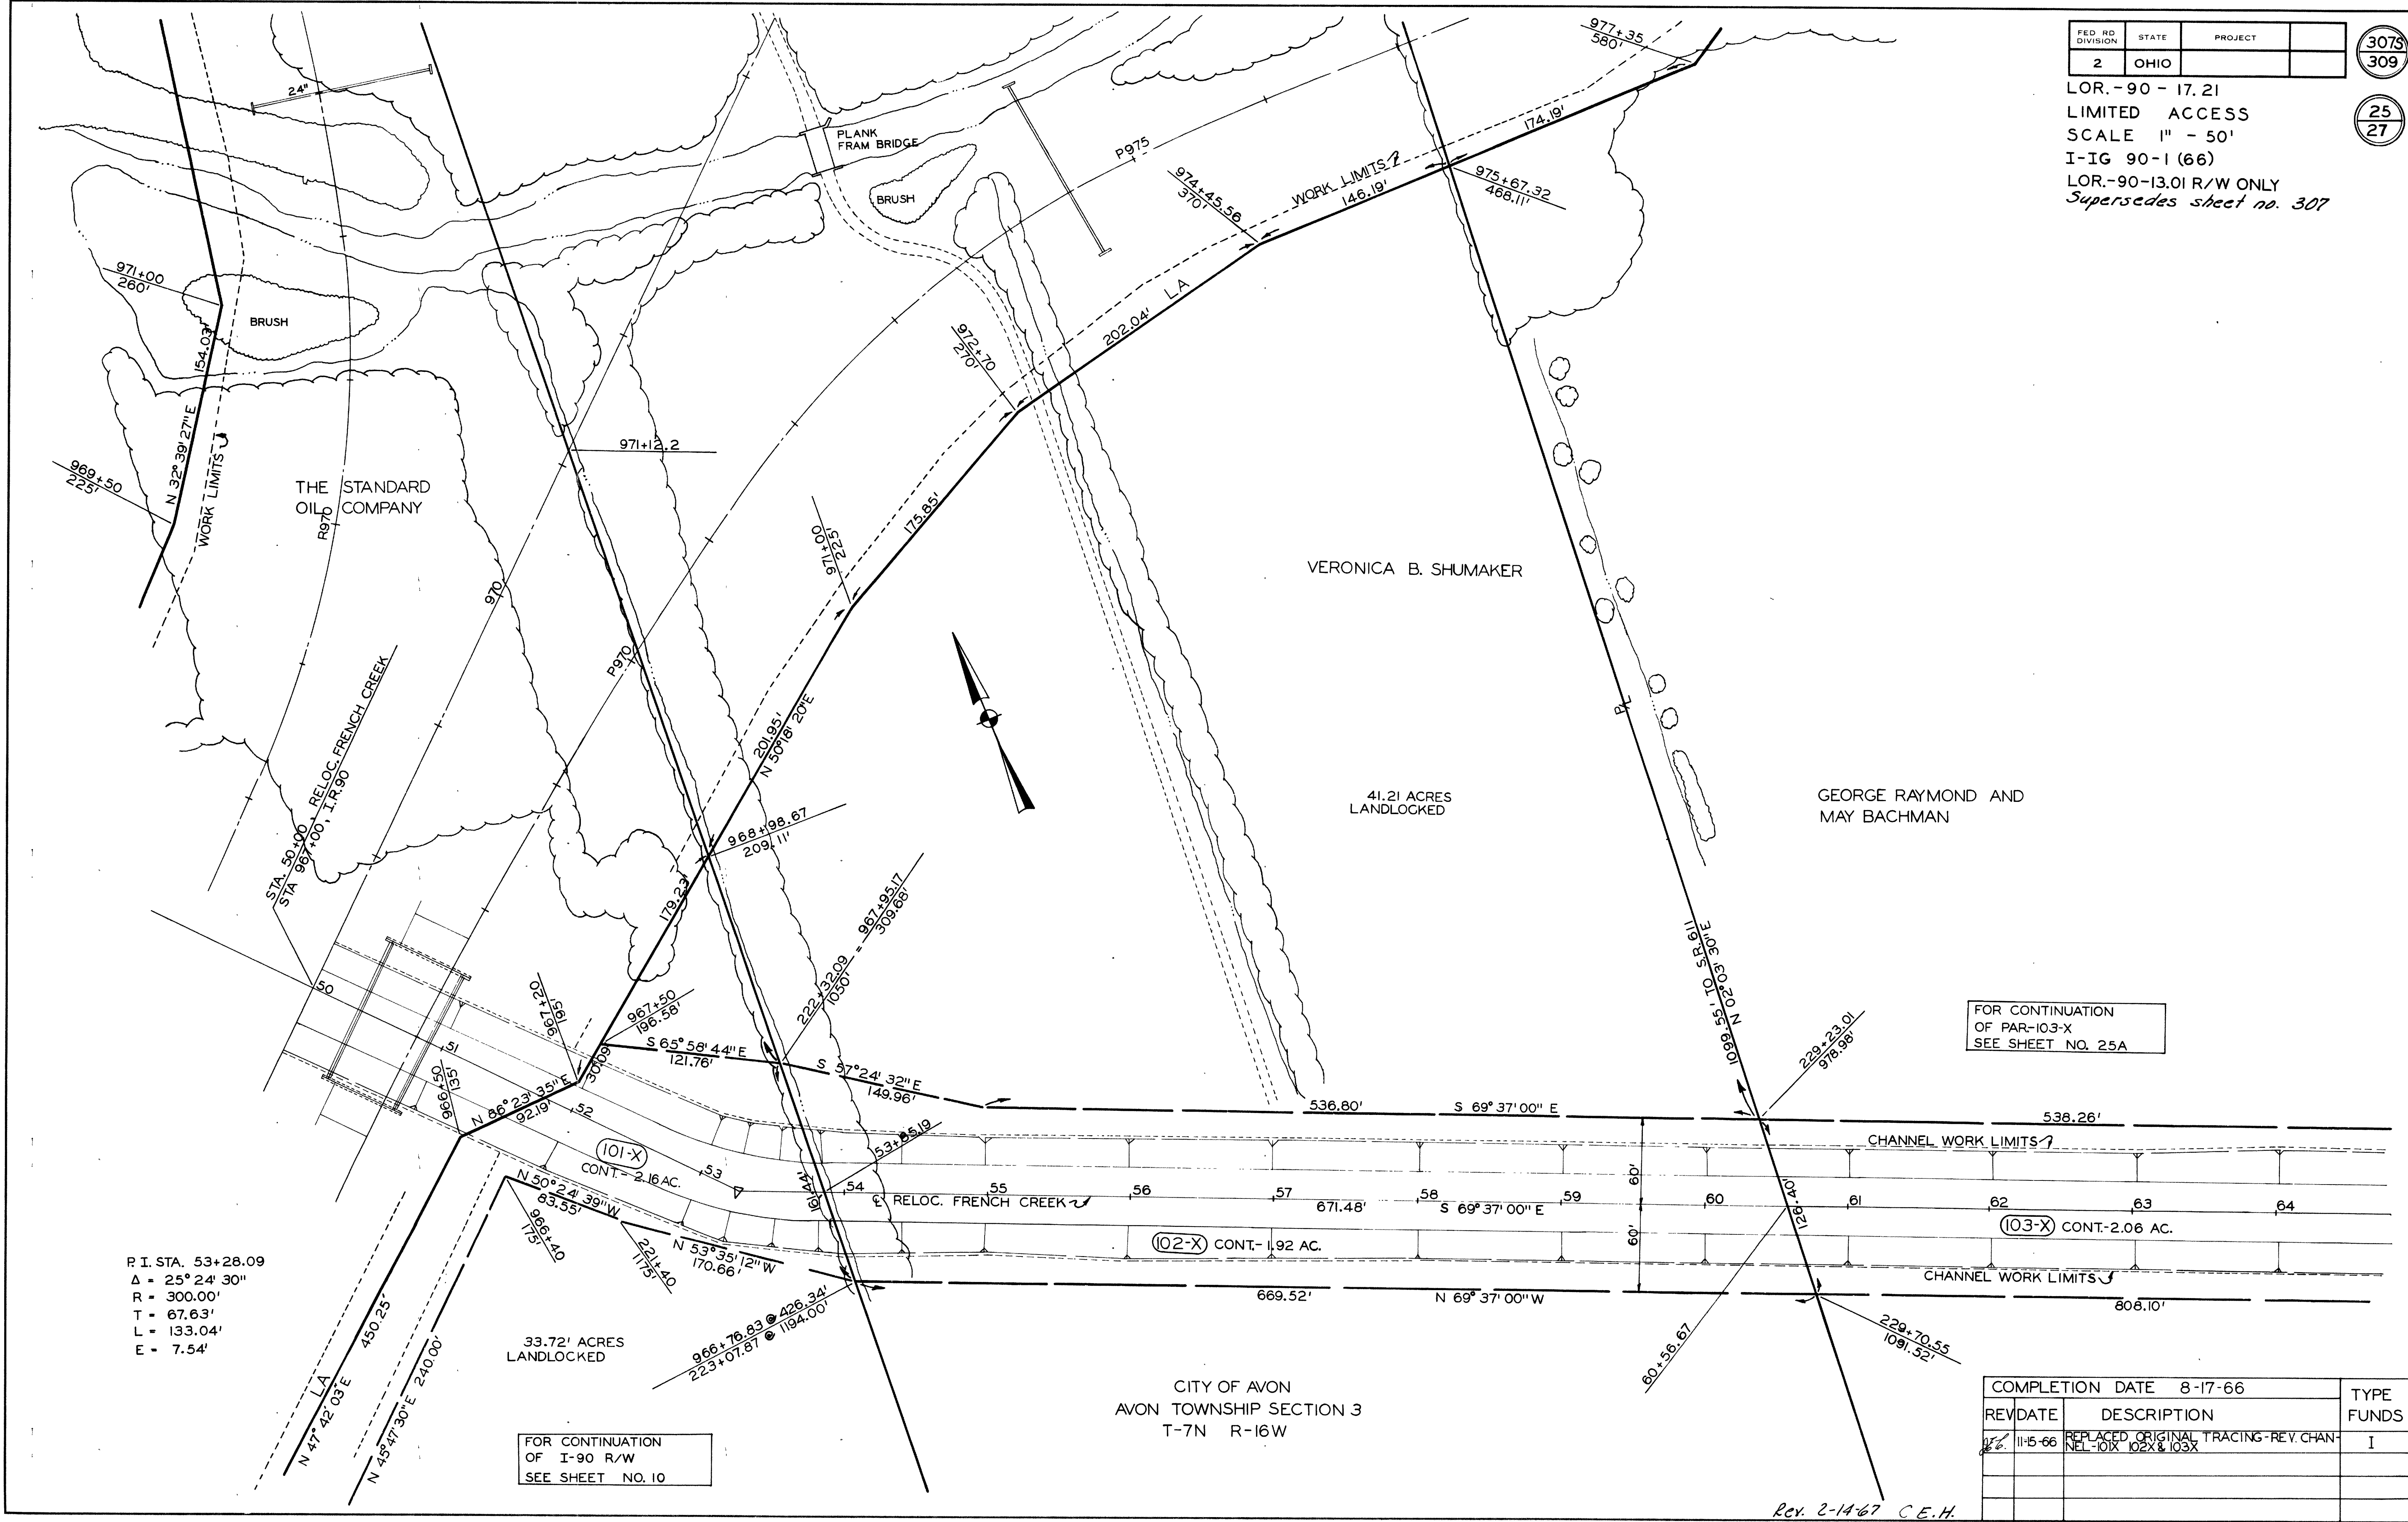 FED RD DIVISION
STATE
PROJECT
2
OHIO
307S
309
LOR.-90 - 17.21
LIMITED ACCESS
SCALE 1" - 50'
I-IG 90-1 (66)
LOR.-90-13.01 R/W ONLY
Supersedes sheet no. 307
25
27
977+35
580'
24"
PLANK
FRAM BRIDGE
BRUSH
P975
WORK LIMITS
174.19'
146.19'
974+45.56
370'
975+67.32
468.11'
971+00
260'
BRUSH
154.03'
N 32° 39' 27" E
WORK LIMITS
969+50
225'
THE STANDARD
OIL COMPANY
R970
970
971+12.2
972+70
270'
202.04'
LA
175.85'
971+00
225'
VERONICA B. SHUMAKER
P970
201.95'
N 50°18' 20"E
STA. 50+00, RELOC. FRENCH CREEK
STA 967+00, I.R.90
968+98.67
209.11'
179.23'
41.21 ACRES
LANDLOCKED
PL
GEORGE RAYMOND AND
MAY BACHMAN
222+32.09 = 967+95.17
1050' 309.68'
1099.55' TO S.R. 611
N 02° 03' 30"E
967+20
195'
967+50
196.58'
30.09
S 65° 58' 44" E
121.76'
S 57° 24' 32" E
149.96'
FOR CONTINUATION
OF PAR-103-X
SEE SHEET NO. 25A
229+23.01
978.98'
50
51
52
53
966+50
135'
N 86° 23' 35" E
92.19'
536.80'
S 69° 37' 00" E
538.26'
CHANNEL WORK LIMITS
101-X
CONT.- 2.16 AC.
53+85.19
161.44'
54
55
56
57
58
59
60
61
62
63
64
℄ RELOC. FRENCH CREEK
671.48'
S 69° 37' 00" E
60'
60'
126.40'
103-X CONT.-2.06 AC.
102-X CONT.- 1.92 AC.
N 50° 24' 39" W
83.55'
966+40
175'
221+40
1175'
N 53° 35' 12" W
170.66'
CHANNEL WORK LIMITS
669.52'
N 69° 37' 00" W
808.10'
P. I. STA. 53+28.09
Δ = 25° 24' 30"
R = 300.00'
T = 67.63'
L = 133.04'
E = 7.54'
450.25'
LA
N 47° 42' 03" E
N 45°47'30"E 240.00'
33.72' ACRES
LANDLOCKED
966+76.83 @ 426.34'
223+07.87 @ 1194.00'
60+56.67
229+70.55
1091.52'
CITY OF AVON
AVON TOWNSHIP SECTION 3
T-7N R-16W
FOR CONTINUATION
OF I-90 R/W
SEE SHEET NO. 10
COMPLETION DATE 8-17-66
TYPE
FUNDS
REV DATE DESCRIPTION
11-15-66 REPLACED ORIGINAL TRACING-REV. CHAN-
NEL-101X 102X & 103X
I
Rev. 2-14-67 C.E.H.